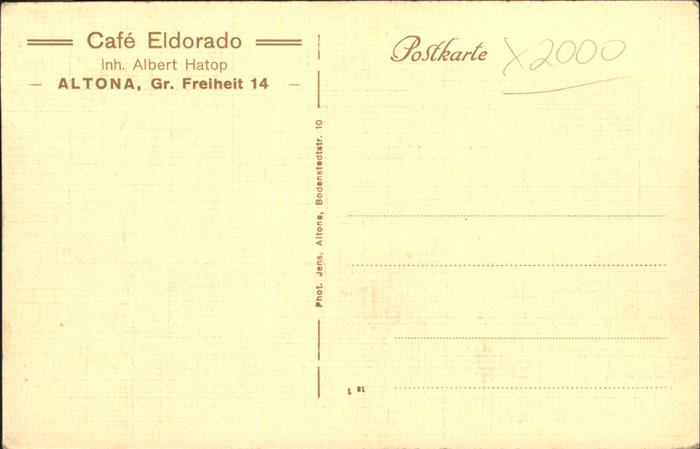 Café Eldorado
Inh. Albert Hatop
— ALTONA, Gr. Freiheit 14 —
Phot. Jens, Altona, Bodenstedtstr. 10
Postkarte
X2000